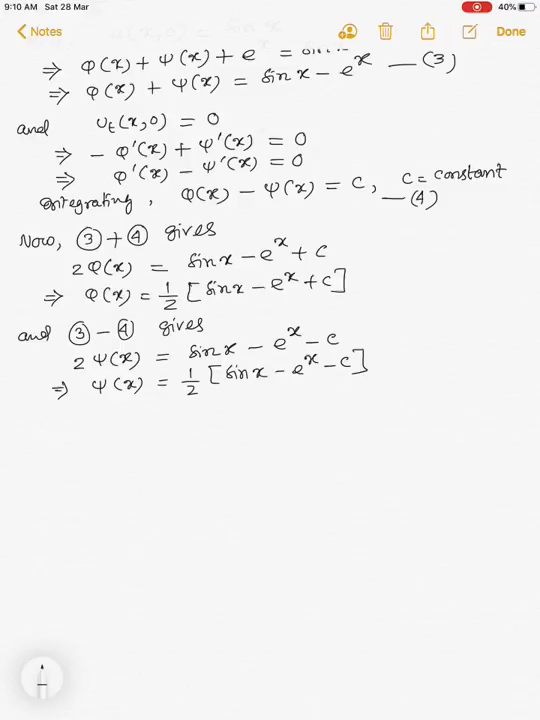 9:10 AM Sat 28 Mar
40%
Notes
Done
⇒ φ(x) + ψ(x) + e = sin x
⇒ φ(x) + ψ(x) = sin x - e^x — (3)
and u_t(x,0) = 0
⇒ - φ'(x) + ψ'(x) = 0
⇒ φ'(x) - ψ'(x) = 0
Integrating, φ(x) - ψ(x) = c, c = constant — (4)
Now, ③ + ④ gives
2φ(x) = sin x - e^x + c
⇒ φ(x) = 1/2 [sin x - e^x + c]
and ③ - ④ gives
2ψ(x) = sin x - e^x - c
⇒ ψ(x) = 1/2 [sin x - e^x - c]